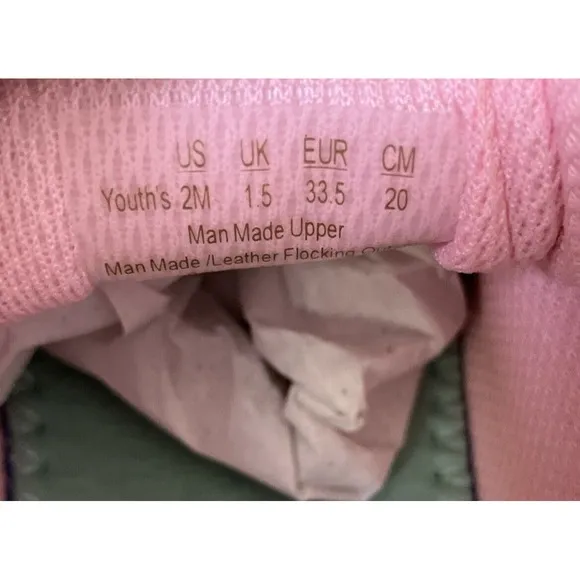 US UK EUR CM
Youth's 2M 1.5 33.5 20
Man Made Upper
Man Made /Leather Flocking